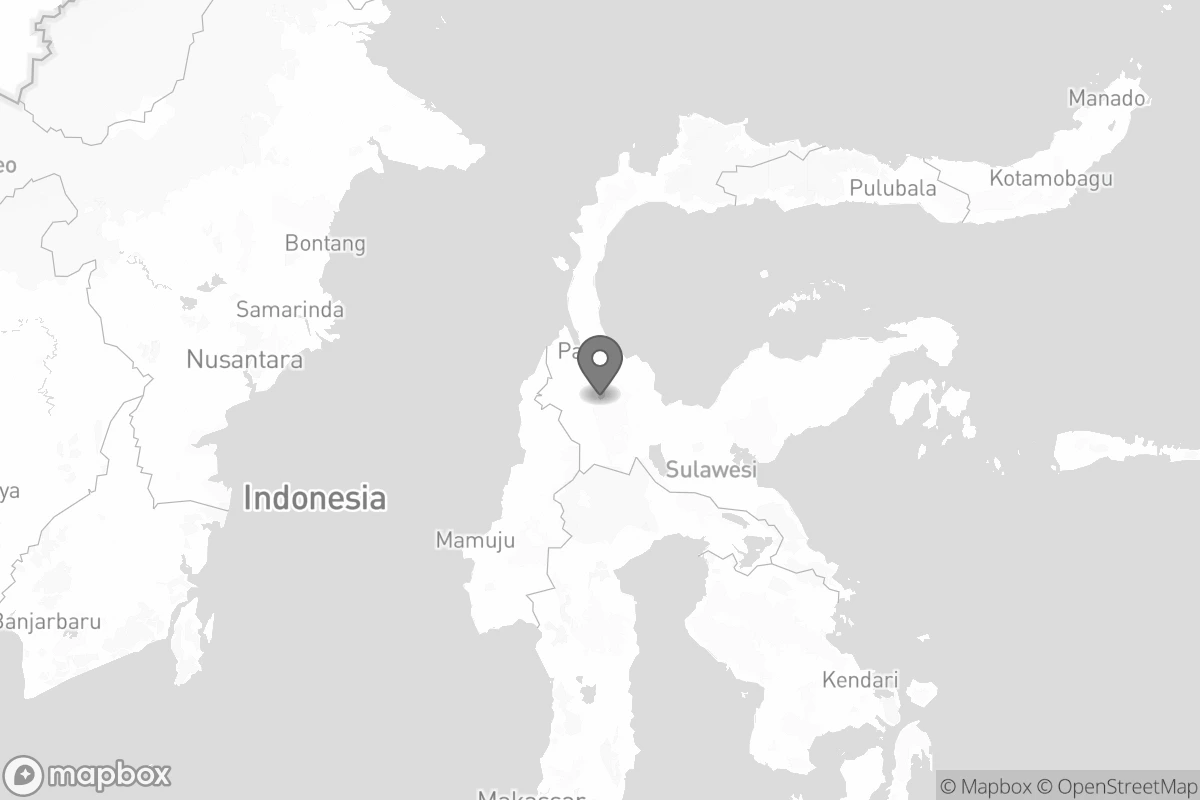 Manado
eo
Pulubala
Kotamobagu
Bontang
Samarinda
Pa
Nusantara
Sulawesi
ya
Indonesia
Mamuju
Banjarbaru
Kendari
mapbox
Makassar
© Mapbox © OpenStreetMap